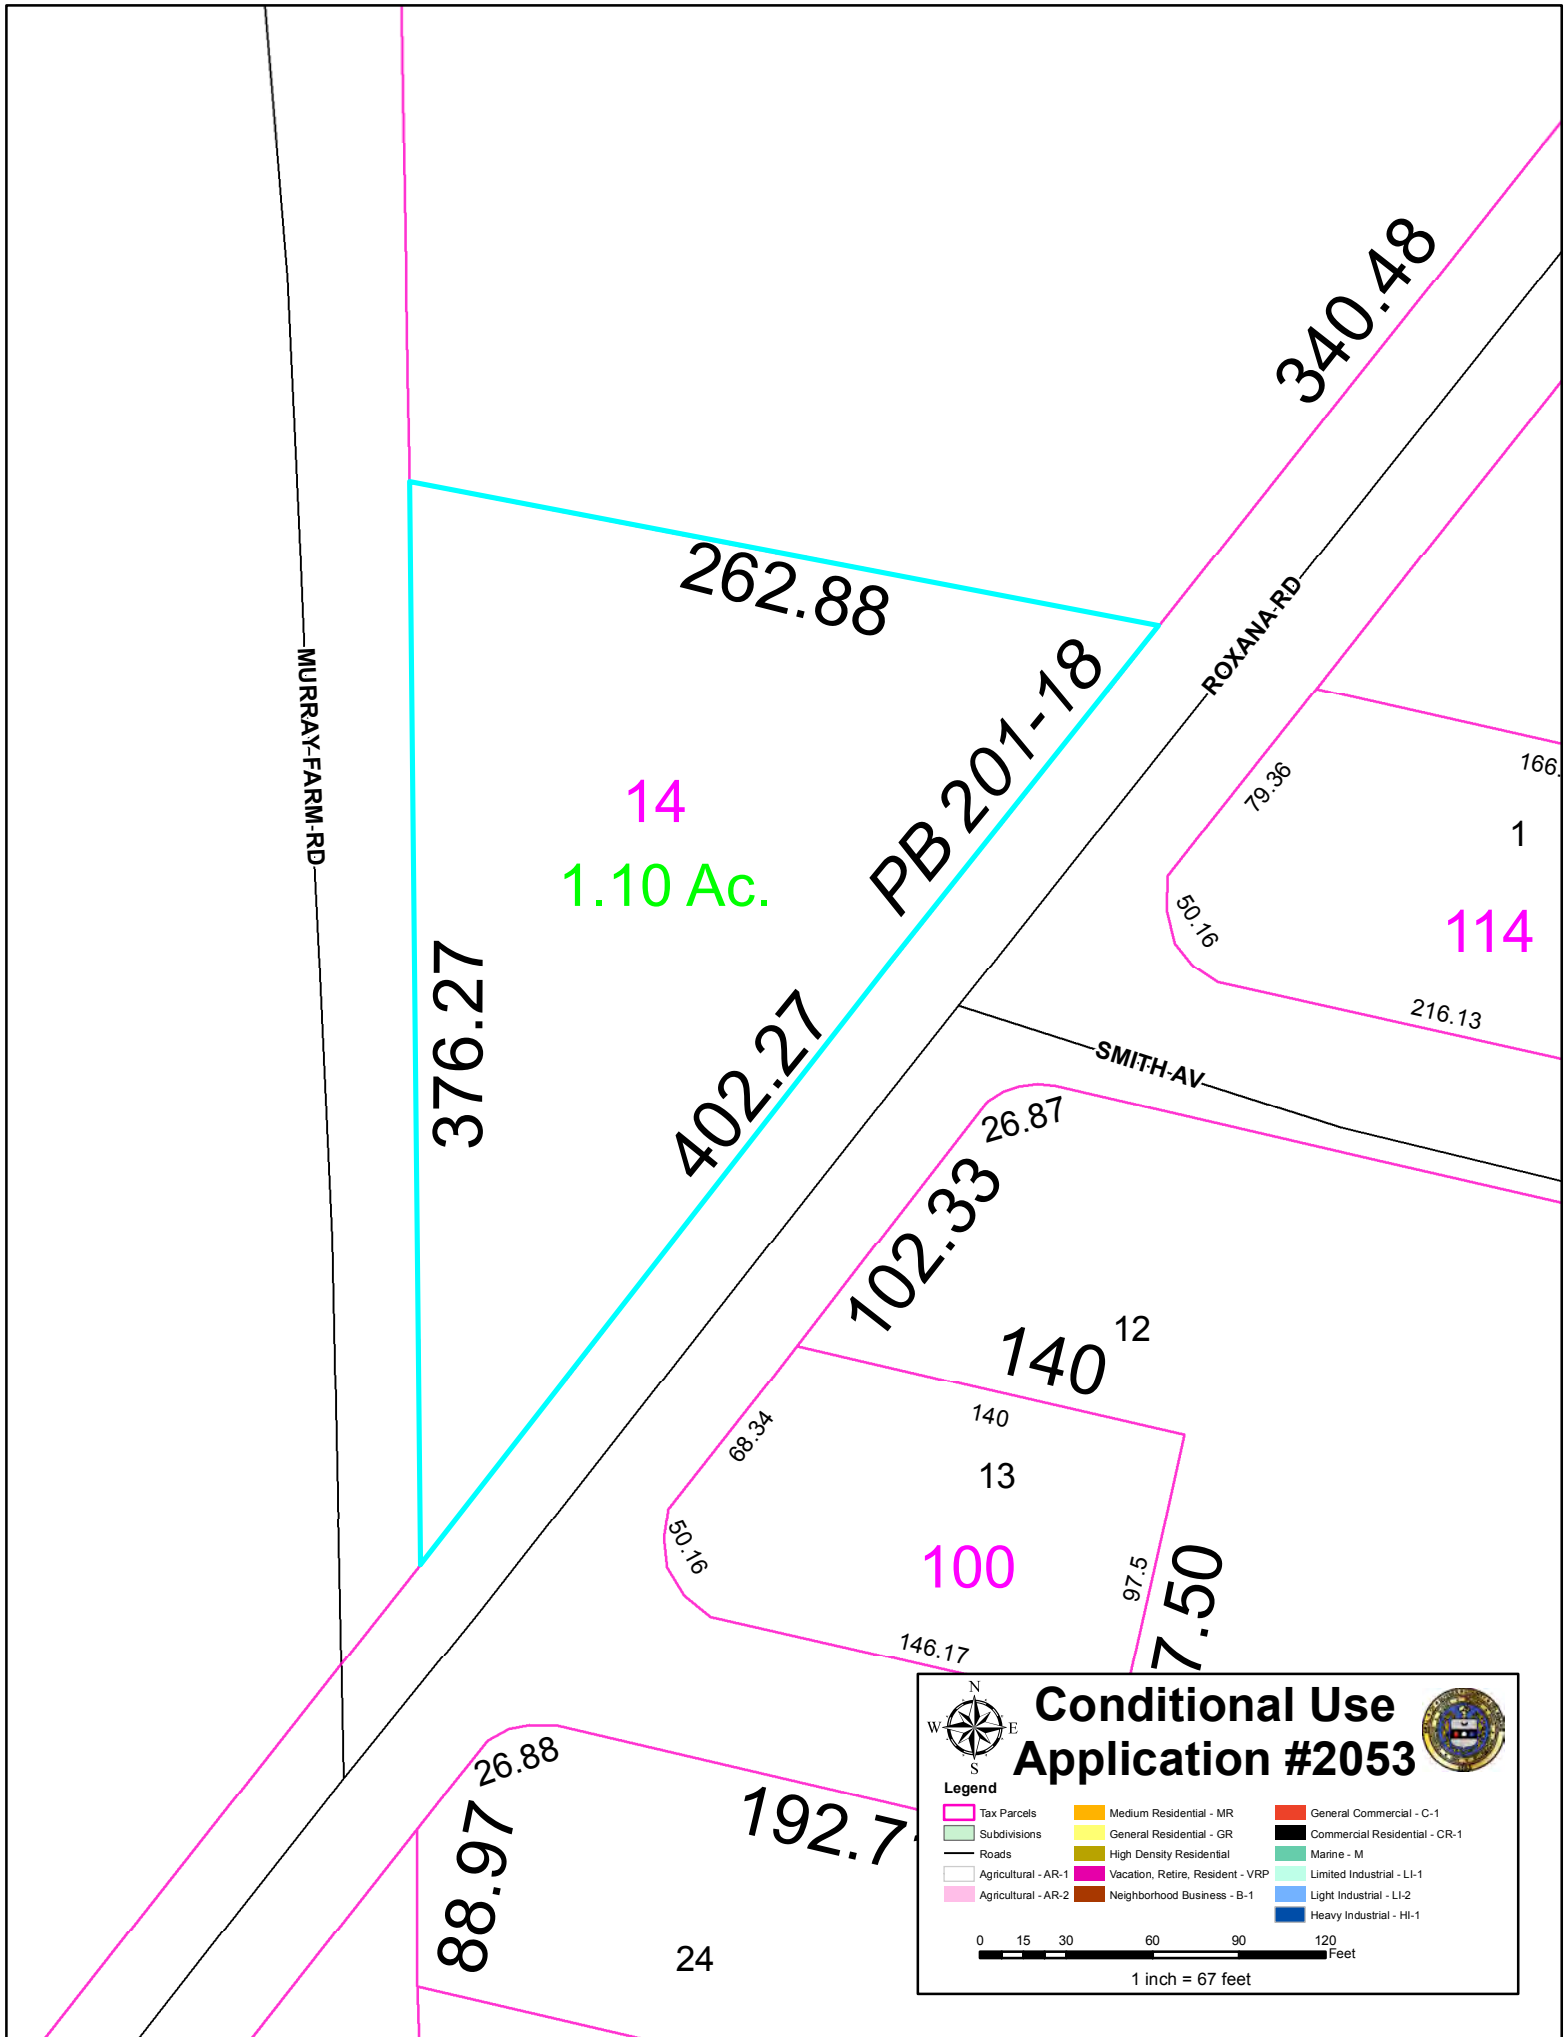 340.48
262.88
ROXANA RD
MURRAY FARM RD
PB 201-18
166.
79.36
14
1
1.10 Ac.
50.16
114
376.27
216.13
402.27
SMITH AV
26.87
102.33
12
140
140
68.34
13
50.16
100
97.5
7.50
146.17
26.88
192.7
88.97
24
N
W E
S
Conditional Use
Application #2053
Legend
Tax Parcels
Subdivisions
Roads
Agricultural - AR-1
Agricultural - AR-2
Medium Residential - MR
General Residential - GR
High Density Residential
Vacation, Retire, Resident - VRP
Neighborhood Business - B-1
General Commercial - C-1
Commercial Residential - CR-1
Marine - M
Limited Industrial - LI-1
Light Industrial - LI-2
Heavy Industrial - HI-1
0 15 30 60 90 120
Feet
1 inch = 67 feet